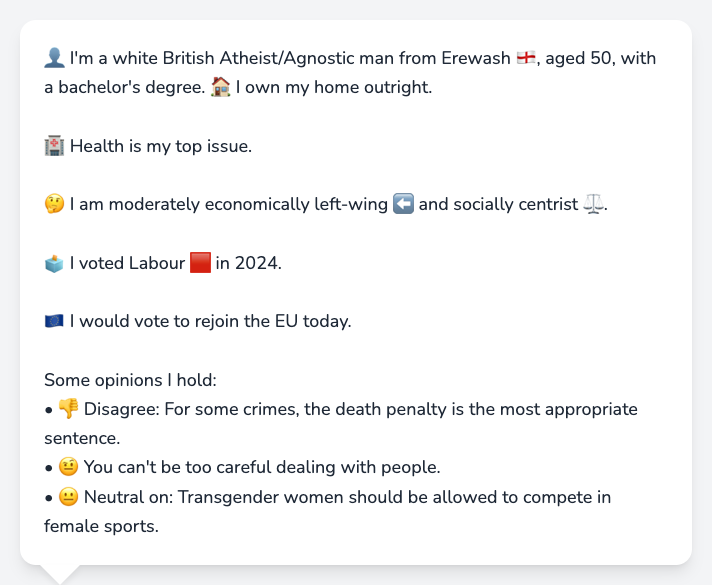 👤 I'm a white British Atheist/Agnostic man from Erewash 🏴󠁧󠁢󠁥󠁮󠁧󠁿, aged 50, with
a bachelor's degree. 🏠 I own my home outright.
🏥 Health is my top issue.
🤔 I am moderately economically left-wing ⬅️ and socially centrist ⚖️.
🗳️ I voted Labour 🟥 in 2024.
🇪🇺 I would vote to rejoin the EU today.
Some opinions I hold:
• 👎 Disagree: For some crimes, the death penalty is the most appropriate
sentence.
• 🤨 You can't be too careful dealing with people.
• 😐 Neutral on: Transgender women should be allowed to compete in
female sports.